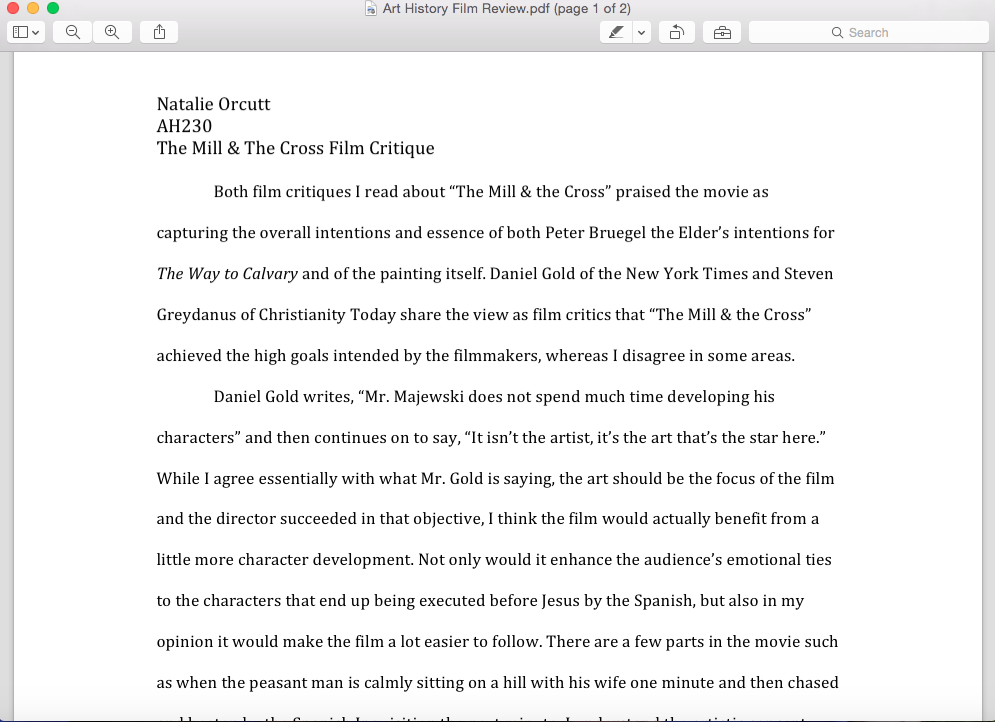 Art History Film Review.pdf (page 1 of 2)
Search
Natalie Orcutt
AH230
The Mill & The Cross Film Critique
Both film critiques I read about “The Mill & the Cross” praised the movie as
capturing the overall intentions and essence of both Peter Bruegel the Elder’s intentions for
The Way to Calvary and of the painting itself. Daniel Gold of the New York Times and Steven
Greydanus of Christianity Today share the view as film critics that “The Mill & the Cross”
achieved the high goals intended by the filmmakers, whereas I disagree in some areas.
Daniel Gold writes, “Mr. Majewski does not spend much time developing his
characters” and then continues on to say, “It isn’t the artist, it’s the art that’s the star here.”
While I agree essentially with what Mr. Gold is saying, the art should be the focus of the film
and the director succeeded in that objective, I think the film would actually benefit from a
little more character development. Not only would it enhance the audience’s emotional ties
to the characters that end up being executed before Jesus by the Spanish, but also in my
opinion it would make the film a lot easier to follow. There are a few parts in the movie such
as when the peasant man is calmly sitting on a hill with his wife one minute and then chased